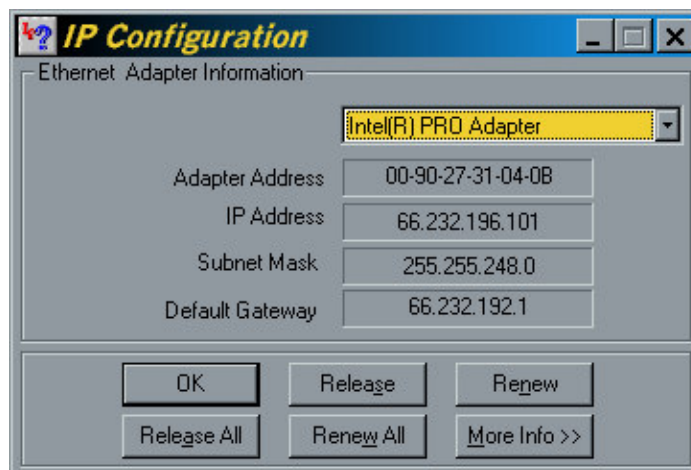 IP Configuration
Ethernet Adapter Information
Intel(R) PRO Adapter
Adapter Address 00-90-27-31-04-0B
IP Address 66.232.196.101
Subnet Mask 255.255.248.0
Default Gateway 66.232.192.1
OK Release Renew
Release All Renew All More Info >>